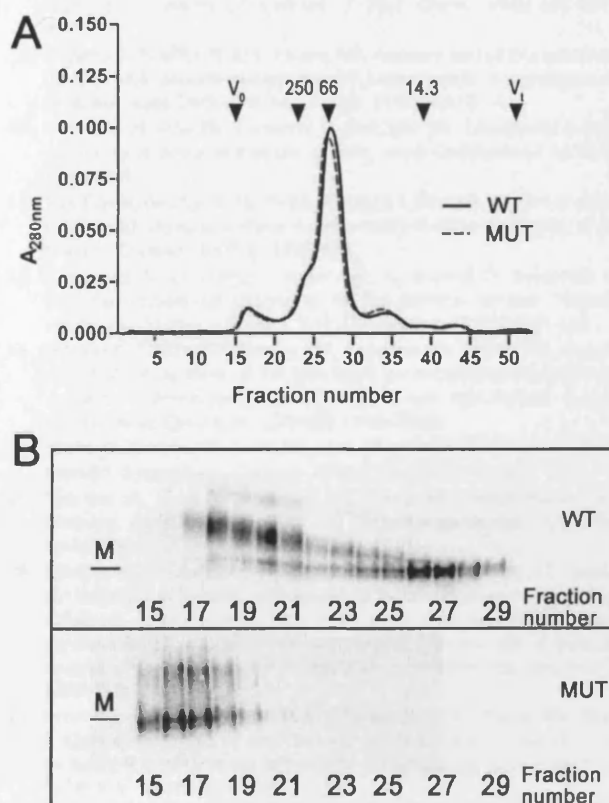 A
0.150
0.125
0.100
0.075
0.050
0.025
0.000
A280nm
V0 250 66 14.3 Vt
WT
MUT
5 10 15 20 25 30 35 40 45 50
Fraction number
B
M
WT
15 17 19 21 23 25 27 29 Fraction number
M
MUT
15 17 19 21 23 25 27 29 Fraction number